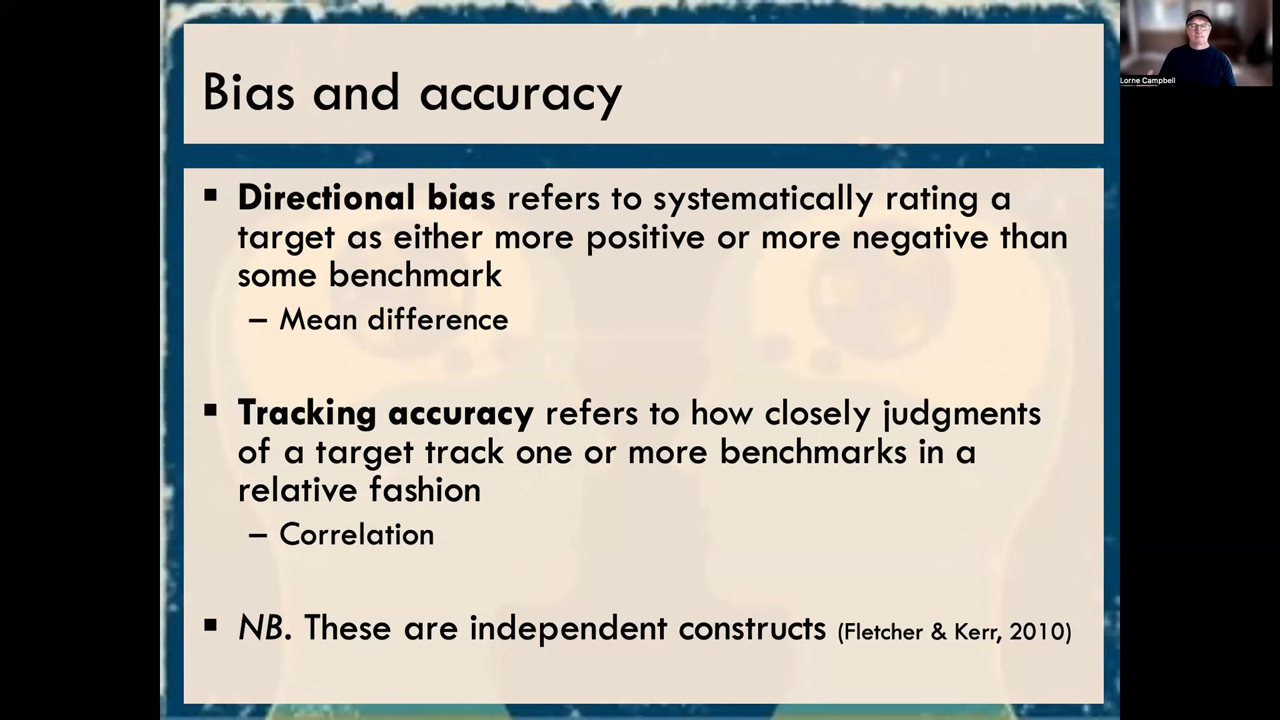 Bias and accuracy
▪ Directional bias refers to systematically rating a
target as either more positive or more negative than
some benchmark
– Mean difference
▪ Tracking accuracy refers to how closely judgments
of a target track one or more benchmarks in a
relative fashion
– Correlation
▪ NB. These are independent constructs (Fletcher & Kerr, 2010)
Lorne Campbell